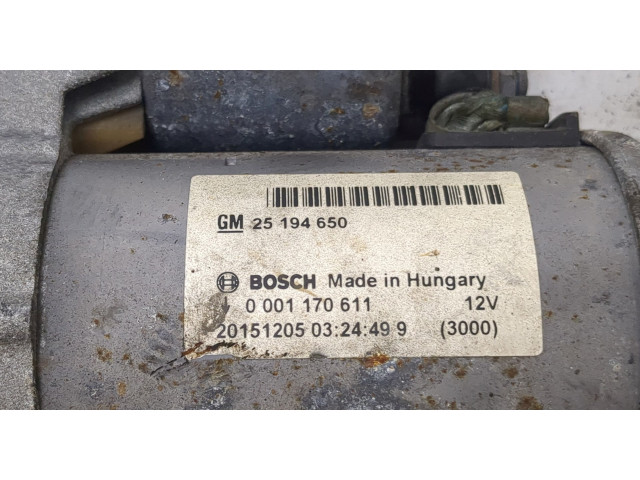 GM 25 194 650
BOSCH Made in Hungary
0 001 170 611 12V
20151205 03:24:49 9 (3000)